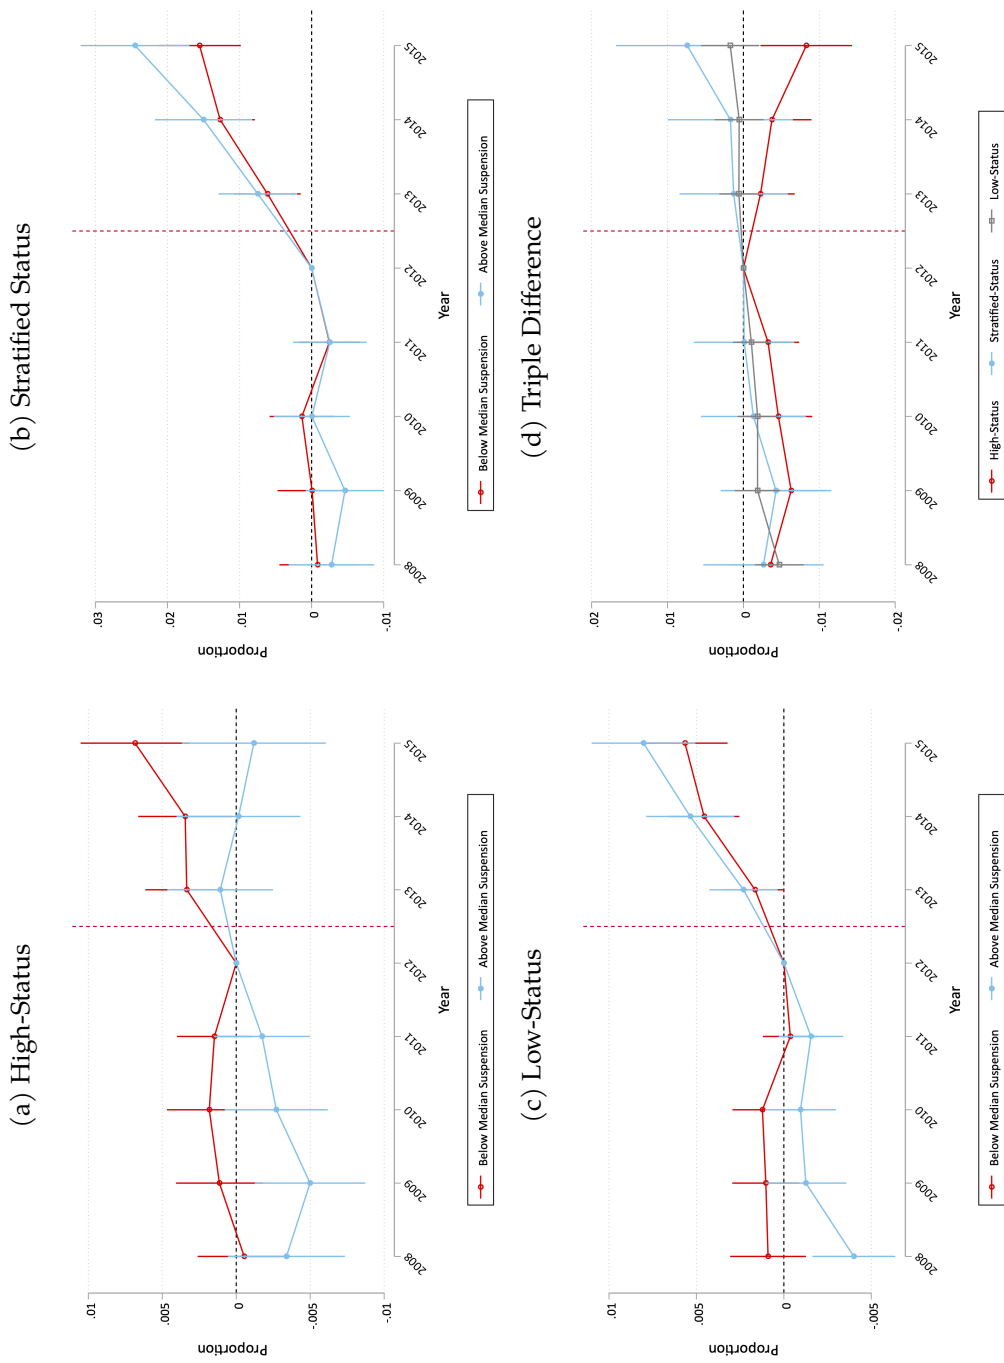 (a) High-Status
Proportion
.01
.005
0
-.005
-.01
2008
2009
2010
2011
2012
2013
2014
2015
Year
Below Median Suspension
Above Median Suspension
(b) Stratified Status
Proportion
.03
.02
.01
0
-.01
2008
2009
2010
2011
2012
2013
2014
2015
Year
Below Median Suspension
Above Median Suspension
(c) Low-Status
Proportion
.01
.005
0
-.005
2008
2009
2010
2011
2012
2013
2014
2015
Year
Below Median Suspension
Above Median Suspension
(d) Triple Difference
Proportion
.02
.01
0
-.01
-.02
2008
2009
2010
2011
2012
2013
2014
2015
Year
High-Status
Stratified-Status
Low-Status